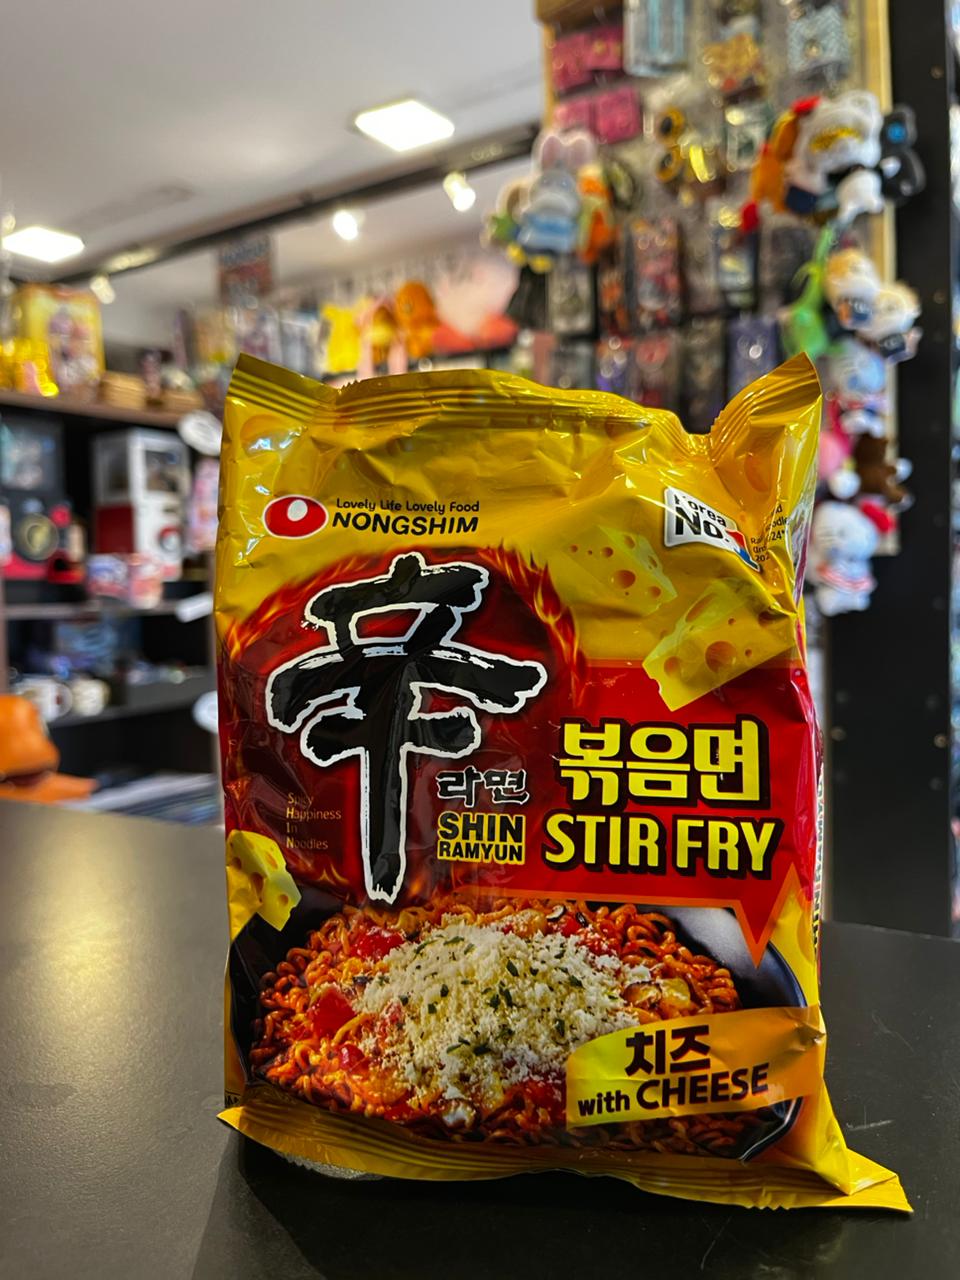 Lovely Life Lovely Food
NONGSHIM
Korea
No.
辛
라면
SHIN
RAMYUN
볶음면
STIR FRY
Spicy
Happiness
In
Noodles
치즈
with CHEESE